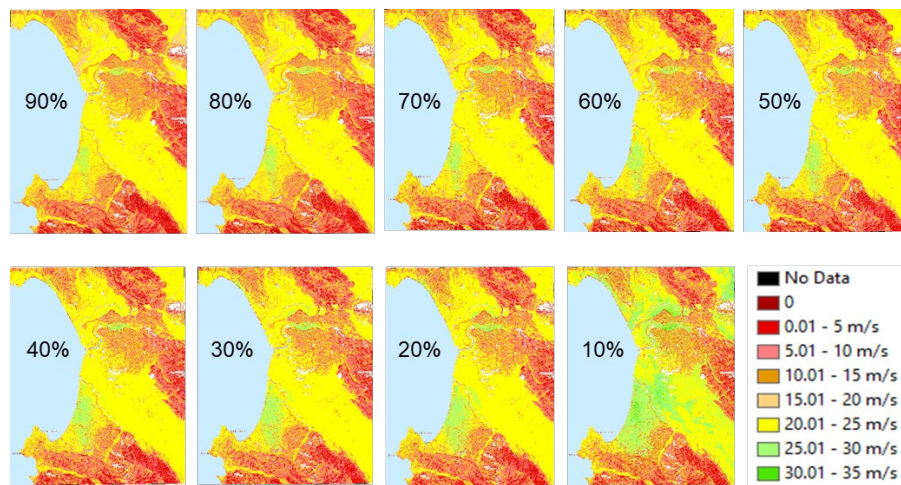 90%
80%
70%
60%
50%
40%
30%
20%
10%
No Data
0
0.01 - 5 m/s
5.01 - 10 m/s
10.01 - 15 m/s
15.01 - 20 m/s
20.01 - 25 m/s
25.01 - 30 m/s
30.01 - 35 m/s